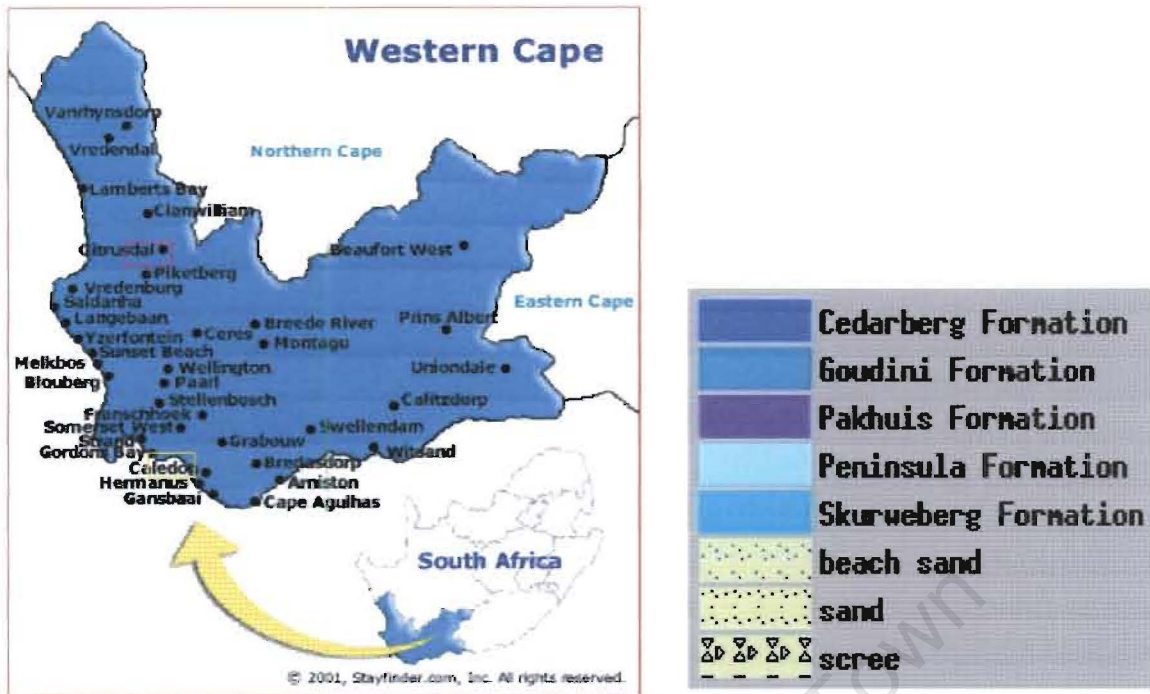 Western Cape
Vanrhynsdorp
Vredendal
Northern Cape
Lamberts Bay
Clanwilliam
Citrusdal
Beaufort West
Piketberg
Vredenburg
Eastern Cape
Saldanha
Langebaan
Breede River
Prins Albert
Yzerfontein
Ceres
Montagu
Sunset Beach
Melkbos
Wellington
Uniondale
Blouberg
Paarl
Stellenbosch
Calitzdorp
Franschhoek
Somerset West
Swellendam
Strand
Grabouw
Gordons Bay
Witsand
Caledon
Bredasdorp
Hermanus
Arniston
Gansbaai
Cape Agulhas
South Africa
© 2001, Stayfinder.com, Inc. All rights reserved.
Cedarberg Formation
Goudini Formation
Pakhuis Formation
Peninsula Formation
Skurweberg Formation
beach sand
sand
scree
Town